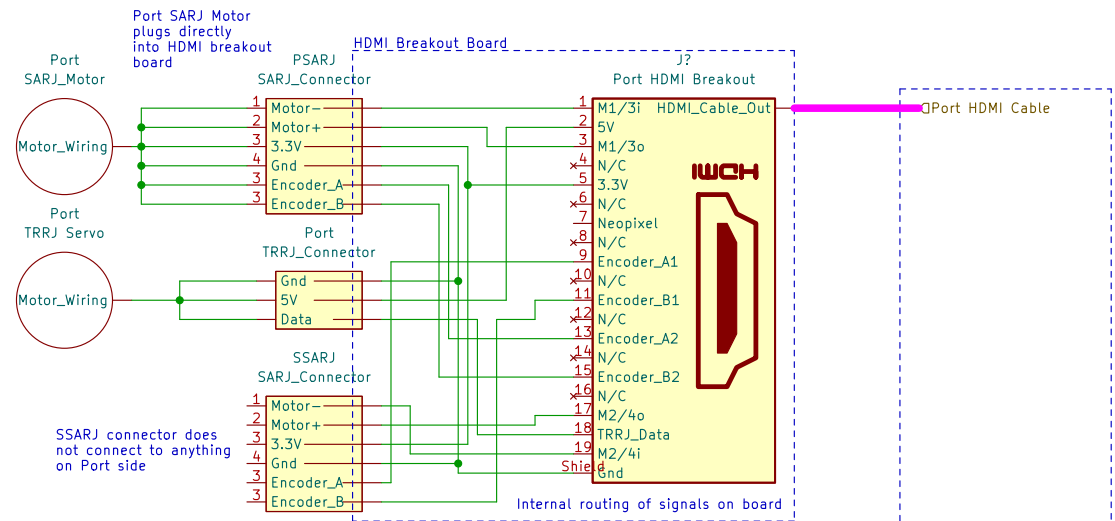 Port SARJ Motor
plugs directly
into HDMI breakout
board
HDMI Breakout Board
Port
SARJ_Motor
Motor_Wiring
PSARJ
SARJ_Connector
1 Motor-
2 Motor+
3 3.3V
4 Gnd
3 Encoder_A
3 Encoder_B
Port
TRRJ Servo
Motor_Wiring
Port
TRRJ_Connector
Gnd
5V
Data
SSARJ
SARJ_Connector
1 Motor-
2 Motor+
3 3.3V
4 Gnd
3 Encoder_A
3 Encoder_B
SSARJ connector does
not connect to anything
on Port side
J?
Port HDMI Breakout
1 M1/3i HDMI_Cable_Out
2 5V
3 M1/3o
4 N/C
5 3.3V
6 N/C
7 Neopixel
8 N/C
9 Encoder_A1
10 N/C
11 Encoder_B1
12 N/C
13 Encoder_A2
14 N/C
15 Encoder_B2
16 N/C
17 M2/4o
18 TRRJ_Data
19 M2/4i
Shield Gnd
HDMI
Internal routing of signals on board
Port HDMI Cable